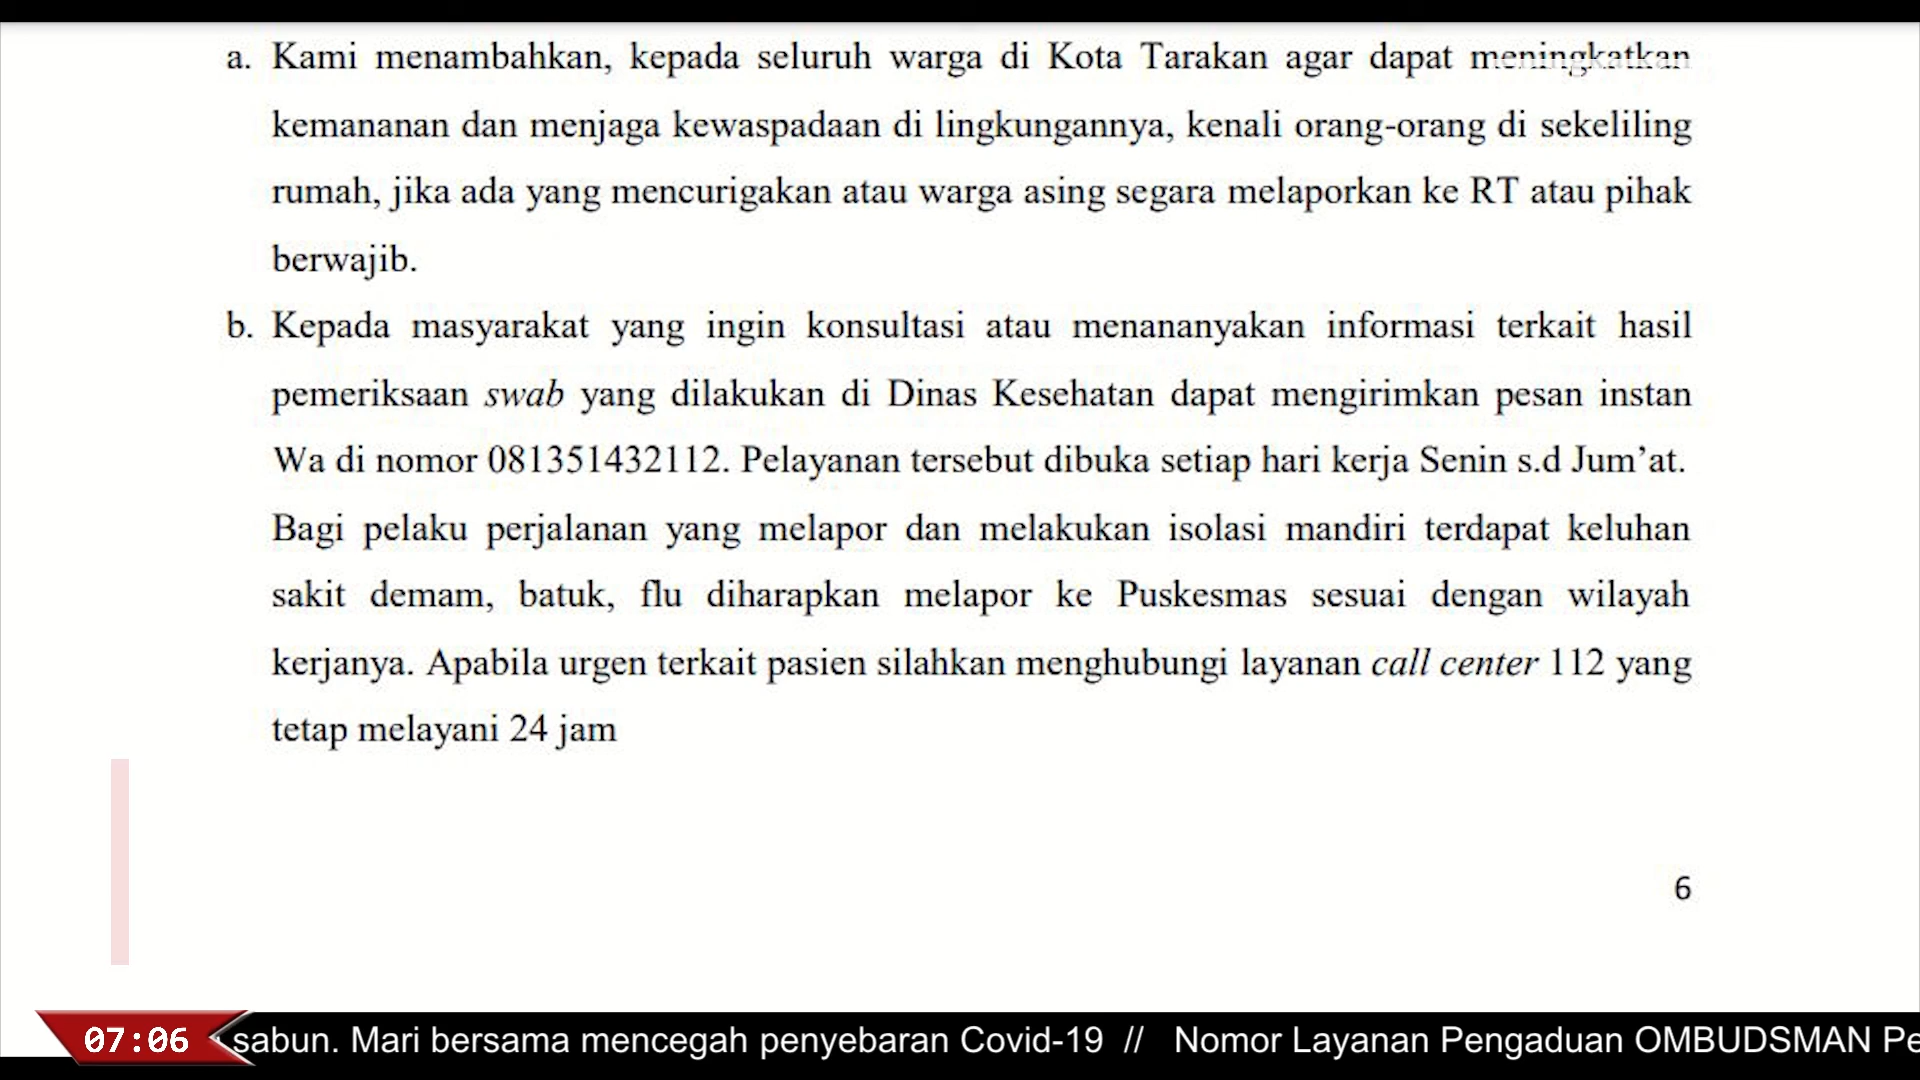 a. Kami menambahkan, kepada seluruh warga di Kota Tarakan agar dapat meningkatkan
kemananan dan menjaga kewaspadaan di lingkungannya, kenali orang-orang di sekeliling
rumah, jika ada yang mencurigakan atau warga asing segara melaporkan ke RT atau pihak
berwajib.
b. Kepada masyarakat yang ingin konsultasi atau menananyakan informasi terkait hasil
pemeriksaan swab yang dilakukan di Dinas Kesehatan dapat mengirimkan pesan instan
Wa di nomor 081351432112. Pelayanan tersebut dibuka setiap hari kerja Senin s.d Jum’at.
Bagi pelaku perjalanan yang melapor dan melakukan isolasi mandiri terdapat keluhan
sakit demam, batuk, flu diharapkan melapor ke Puskesmas sesuai dengan wilayah
kerjanya. Apabila urgen terkait pasien silahkan menghubungi layanan call center 112 yang
tetap melayani 24 jam
6
07:06 sabun. Mari bersama mencegah penyebaran Covid-19 // Nomor Layanan Pengaduan OMBUDSMAN Pe